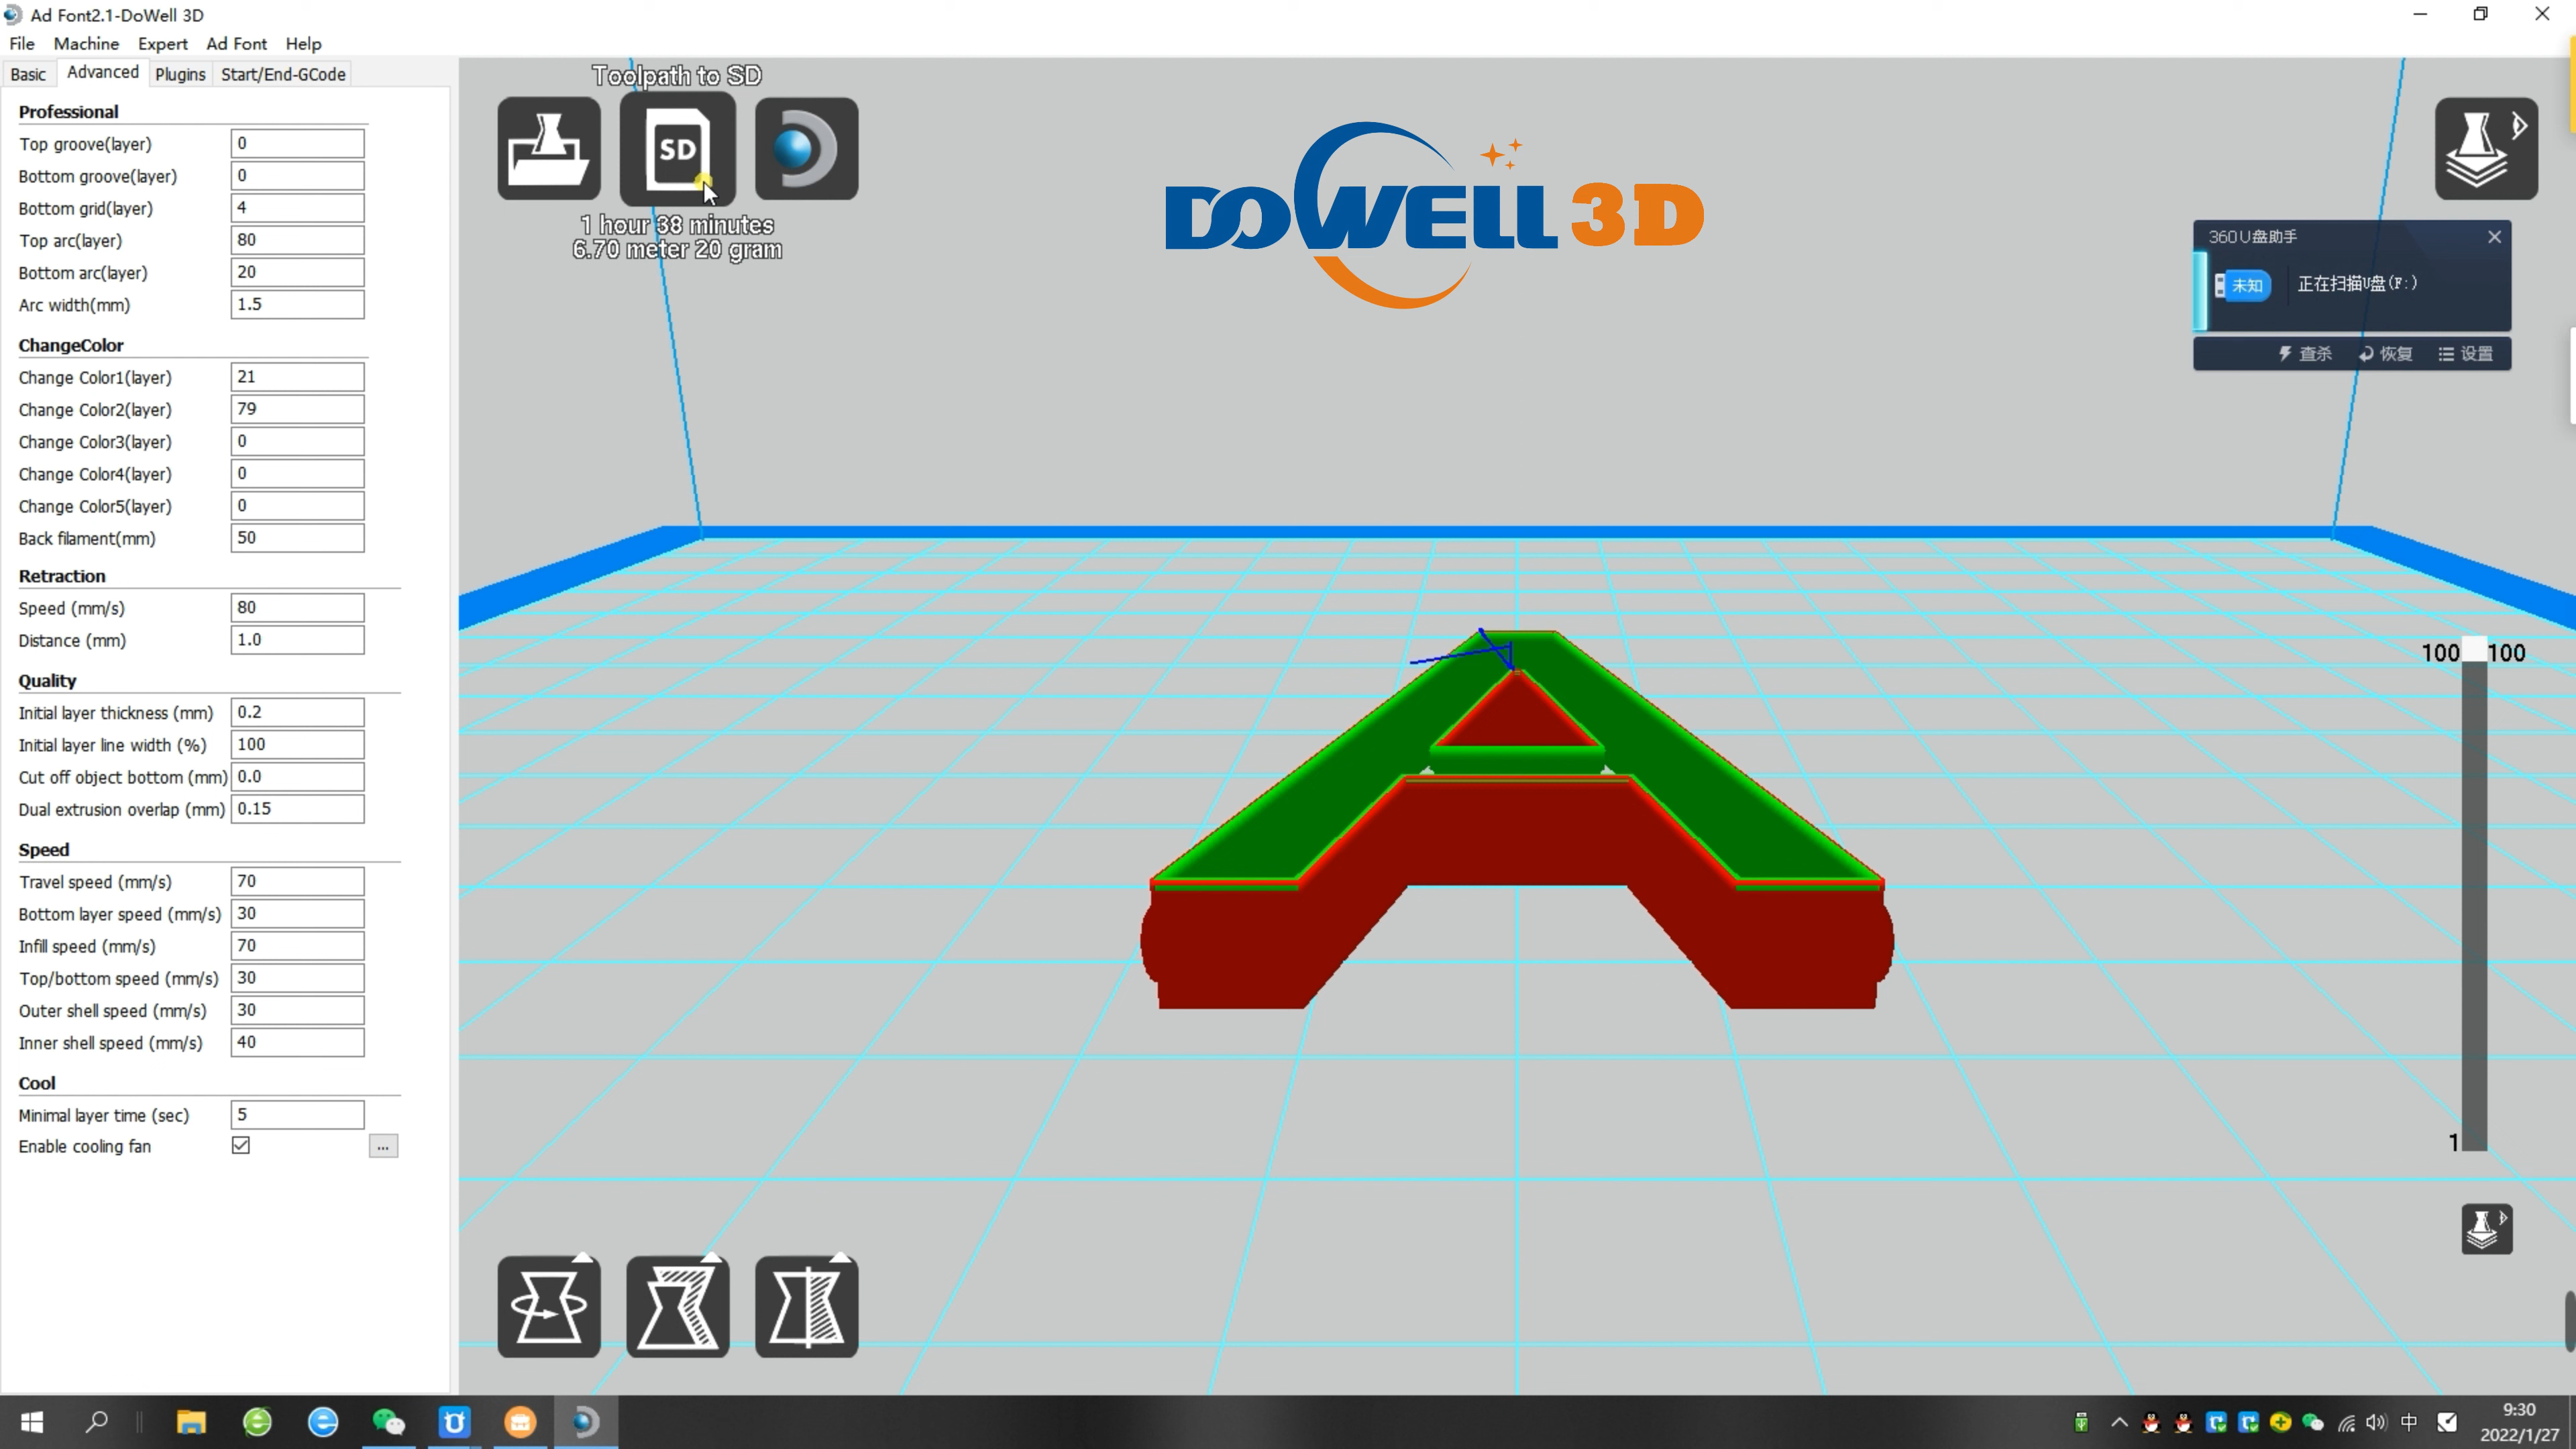 Ad Font2.1-DoWell 3D
File Machine Expert Ad Font Help
Basic Advanced Plugins Start/End-GCode
Professional
Top groove(layer) 0
Bottom groove(layer) 0
Bottom grid(layer) 4
Top arc(layer) 80
Bottom arc(layer) 20
Arc width(mm) 1.5
ChangeColor
Change Color1(layer) 21
Change Color2(layer) 79
Change Color3(layer) 0
Change Color4(layer) 0
Change Color5(layer) 0
Back filament(mm) 50
Retraction
Speed (mm/s) 80
Distance (mm) 1.0
Quality
Initial layer thickness (mm) 0.2
Initial layer line width (%) 100
Cut off object bottom (mm) 0.0
Dual extrusion overlap (mm) 0.15
Speed
Travel speed (mm/s) 70
Bottom layer speed (mm/s) 30
Infill speed (mm/s) 70
Top/bottom speed (mm/s) 30
Outer shell speed (mm/s) 30
Inner shell speed (mm/s) 40
Cool
Minimal layer time (sec) 5
Enable cooling fan ...
Toolpath to SD
SD
1 hour 38 minutes
6.70 meter 20 gram
DOWELL 3D
360 U盘助手
未知 正在扫描U盘(F:)
查杀 恢复 设置
100 100
1
中
9:30
2022/1/27